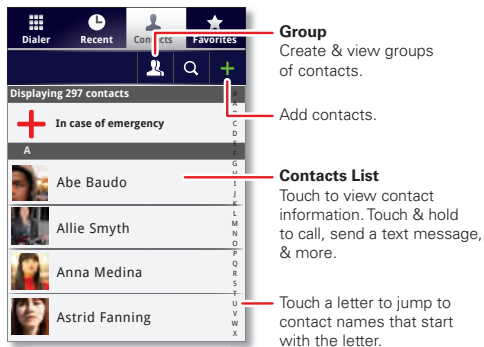 Dialer Recent Contacts Favorites
Displaying 297 contacts
In case of emergency
A
Abe Baudo
Allie Smyth
Anna Medina
Astrid Fanning
#
A
C
D
E
F
G
H
I
J
K
L
M
N
O
P
Q
R
S
T
U
V
W
X
Group
Create & view groups
of contacts.
Add contacts.
Contacts List
Touch to view contact
information. Touch & hold
to call, send a text message,
& more.
Touch a letter to jump to
contact names that start
with the letter.